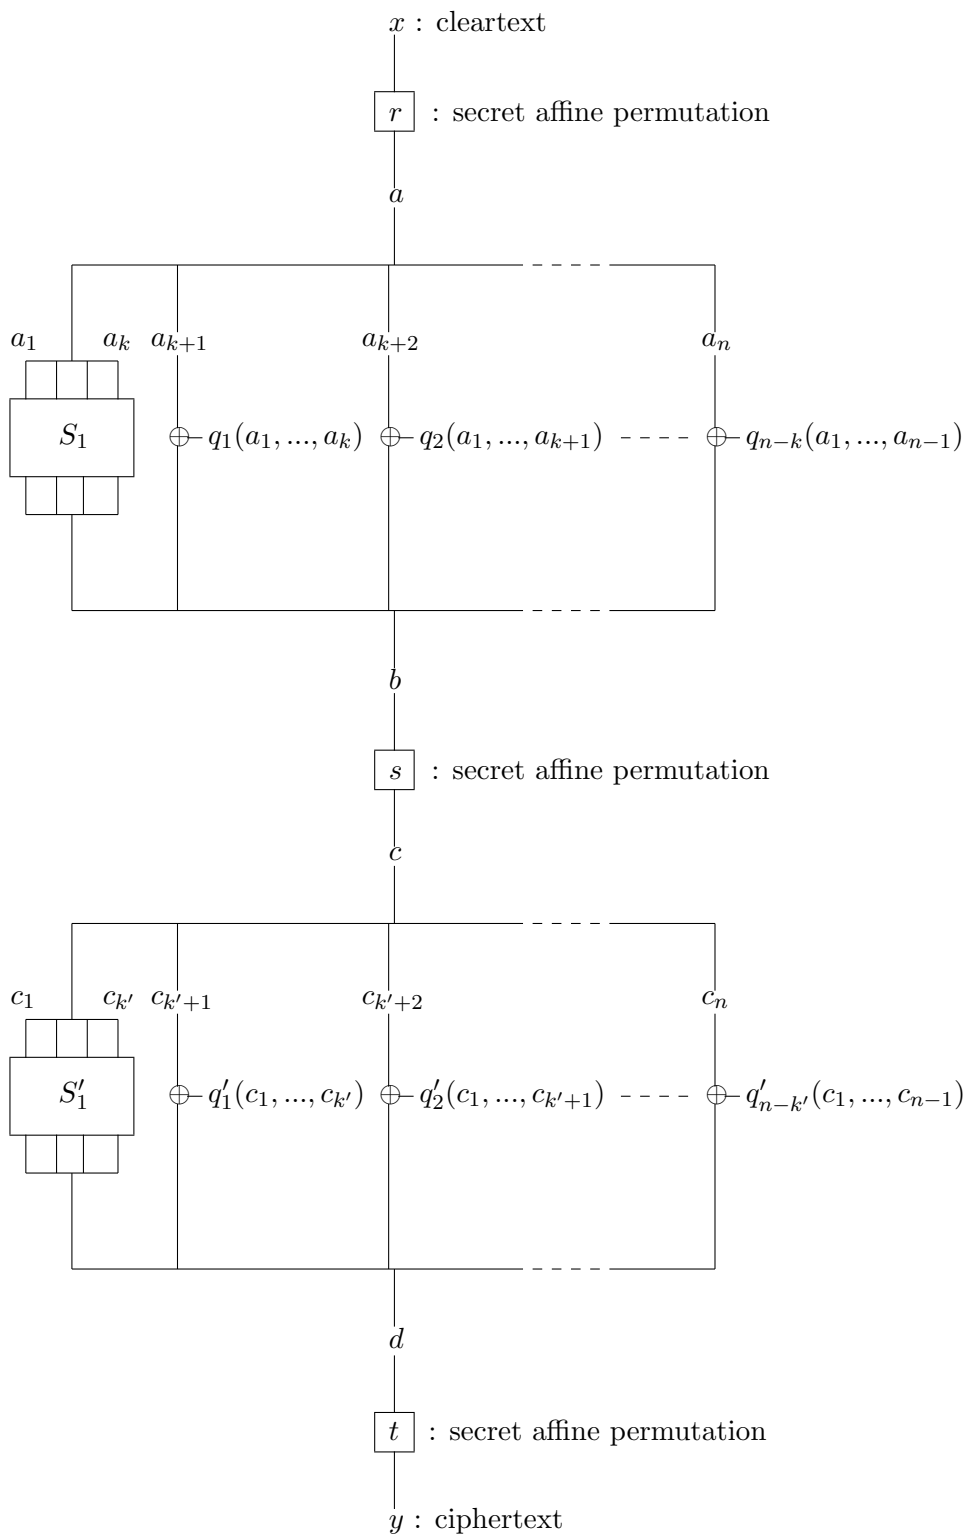 x : cleartext
r : secret affine permutation
a
a₁ aₖ aₖ₊₁ aₖ₊₂ aₙ
S₁ ⊕ q₁(a₁, ..., aₖ) ⊕ q₂(a₁, ..., aₖ₊₁) ⊕ qₙ₋ₖ(a₁, ..., aₙ₋₁)
b
s : secret affine permutation
c
c₁ cₖ′ cₖ′₊₁ cₖ′₊₂ cₙ
S′₁ ⊕ q′₁(c₁, ..., cₖ′) ⊕ q′₂(c₁, ..., cₖ′₊₁) ⊕ q′ₙ₋ₖ′(c₁, ..., cₙ₋₁)
d
t : secret affine permutation
y : ciphertext